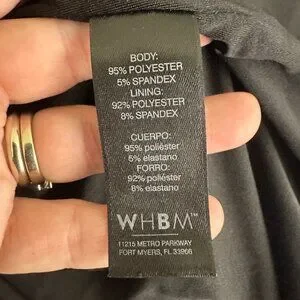 BODY:
95% POLYESTER
5% SPANDEX
LINING:
92% POLYESTER
8% SPANDEX
CUERPO:
95% poliéster
5% elastano
FORRO:
92% poliéster
8% elastano
WHBM™
11215 METRO PARKWAY
FORT MYERS, FL 33966